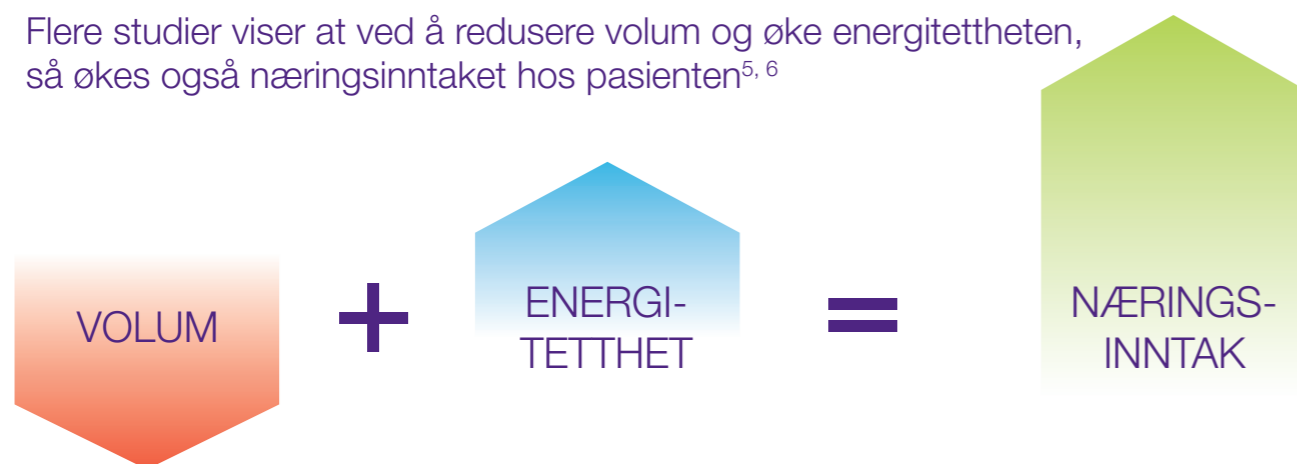 Flere studier viser at ved å redusere volum og øke energitettheten,
så økes også næringsinntaket hos pasienten⁵, ⁶
VOLUM
+
ENERGI-
TETTHET
=
NÆRINGS-
INNTAK